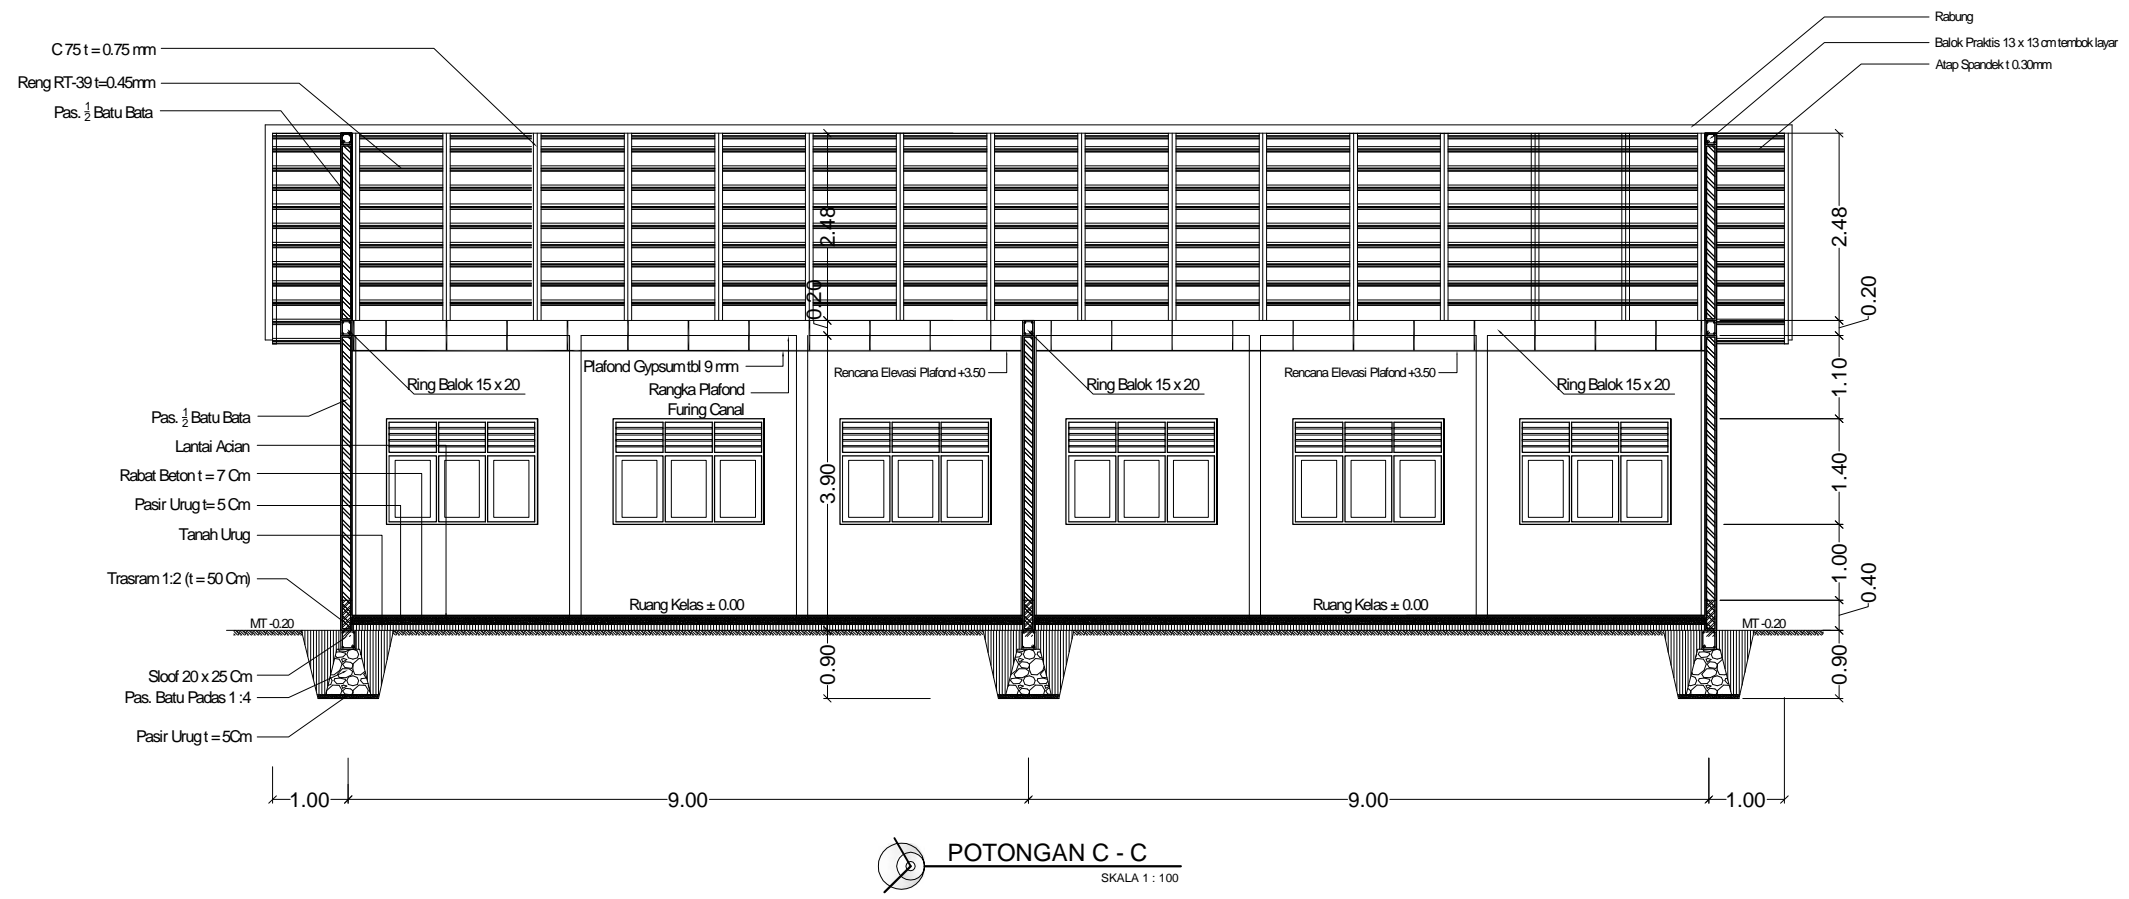 Rabung
Balok Praktis 13 x 13 cm tembok layar
Atap Spandek t 0.30mm
C 75 t = 0.75 mm
Reng RT-39 t=0.45mm
Pas. 1/2 Batu Bata
2.48
0.20
2.48
0.20
Plafond Gypsum tbl 9 mm
Rangka Plafond
Furing Canal
Rencana Elevasi Plafond +3.50
Rencana Elevasi Plafond +3.50
Ring Balok 15 x 20
Ring Balok 15 x 20
Ring Balok 15 x 20
1.10
Pas. 1/2 Batu Bata
Lantai Acian
Rabat Beton t = 7 Cm
Pasir Urug t= 5 Cm
Tanah Urug
Trasram 1:2 (t = 50 Cm)
3.90
1.40
1.00
0.40
Ruang Kelas ± 0.00
Ruang Kelas ± 0.00
MT -0.20
MT -0.20
0.90
0.90
Sloof 20 x 25 Cm
Pas. Batu Padas 1 :4
Pasir Urug t = 5Cm
1.00
9.00
9.00
1.00
POTONGAN C - C
SKALA 1 : 100